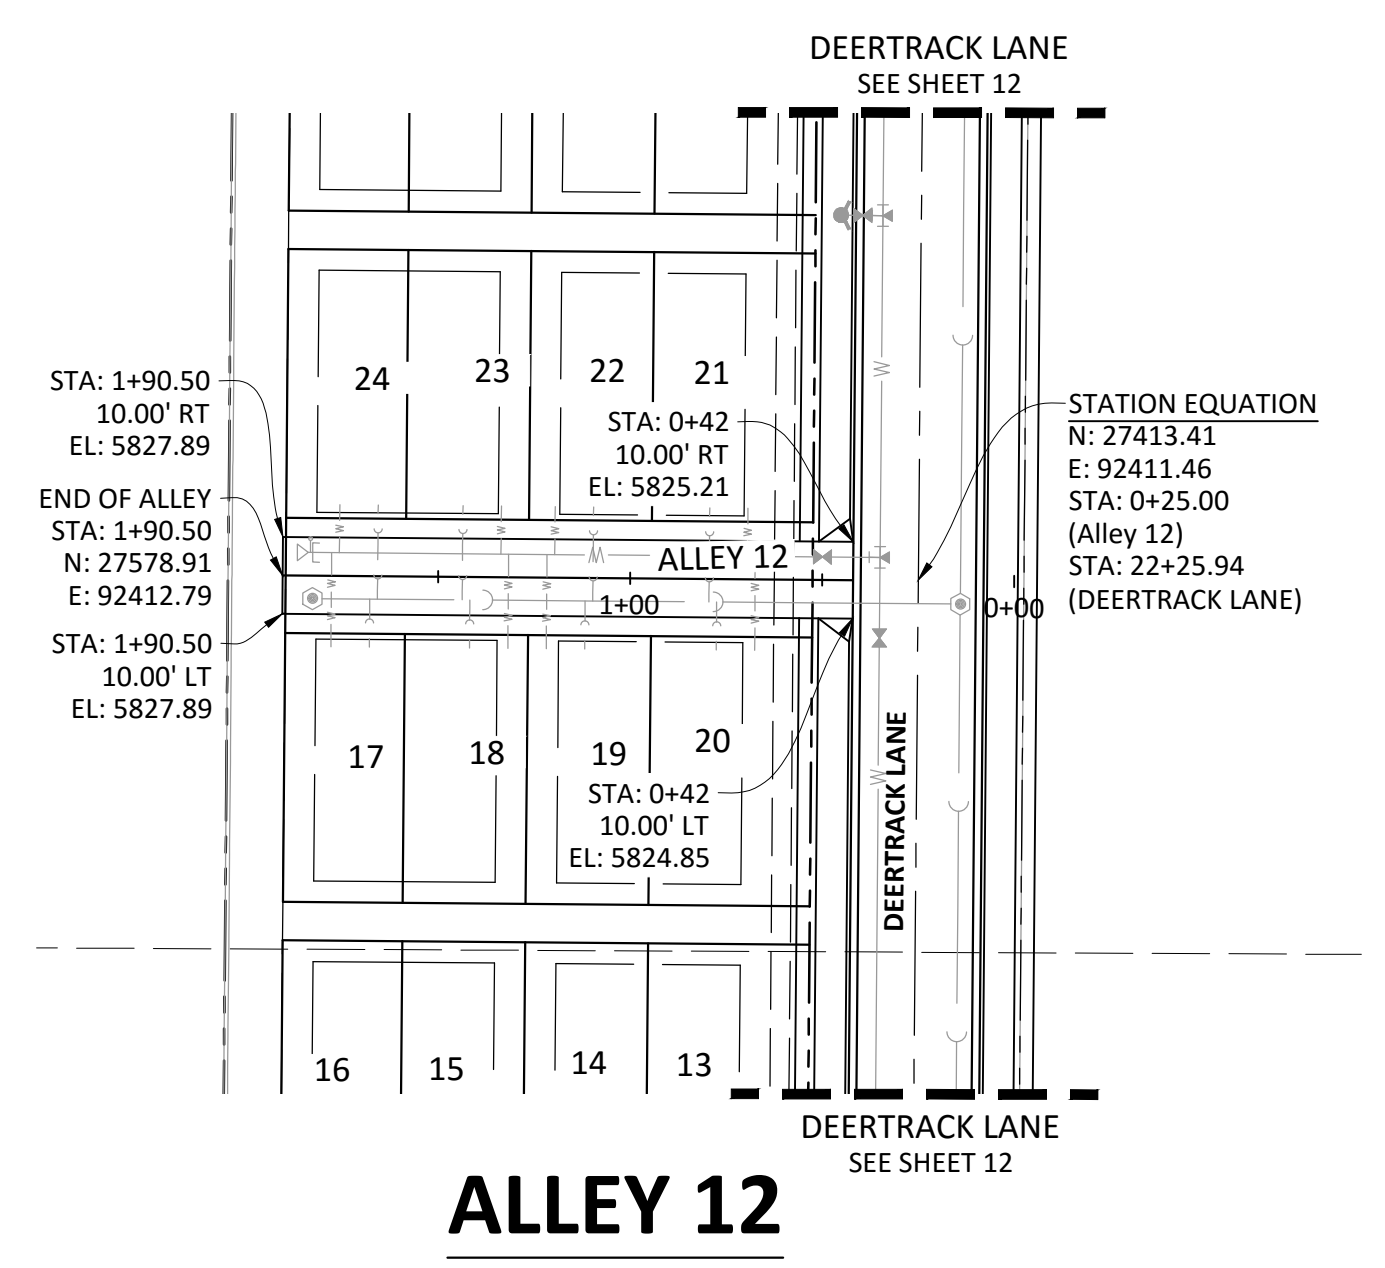 DEERTRACK LANE
SEE SHEET 12
24
23
22
21
STA: 1+90.50
10.00' RT
EL: 5827.89
STA: 0+42
10.00' RT
EL: 5825.21
STATION EQUATION
N: 27413.41
E: 92411.46
STA: 0+25.00
(Alley 12)
STA: 22+25.94
(DEERTRACK LANE)
END OF ALLEY
STA: 1+90.50
N: 27578.91
E: 92412.79
ALLEY 12
1+00
0+00
STA: 1+90.50
10.00' LT
EL: 5827.89
17
18
19
20
STA: 0+42
10.00' LT
EL: 5824.85
DEERTRACK LANE
W
W
16
15
14
13
DEERTRACK LANE
SEE SHEET 12
ALLEY 12